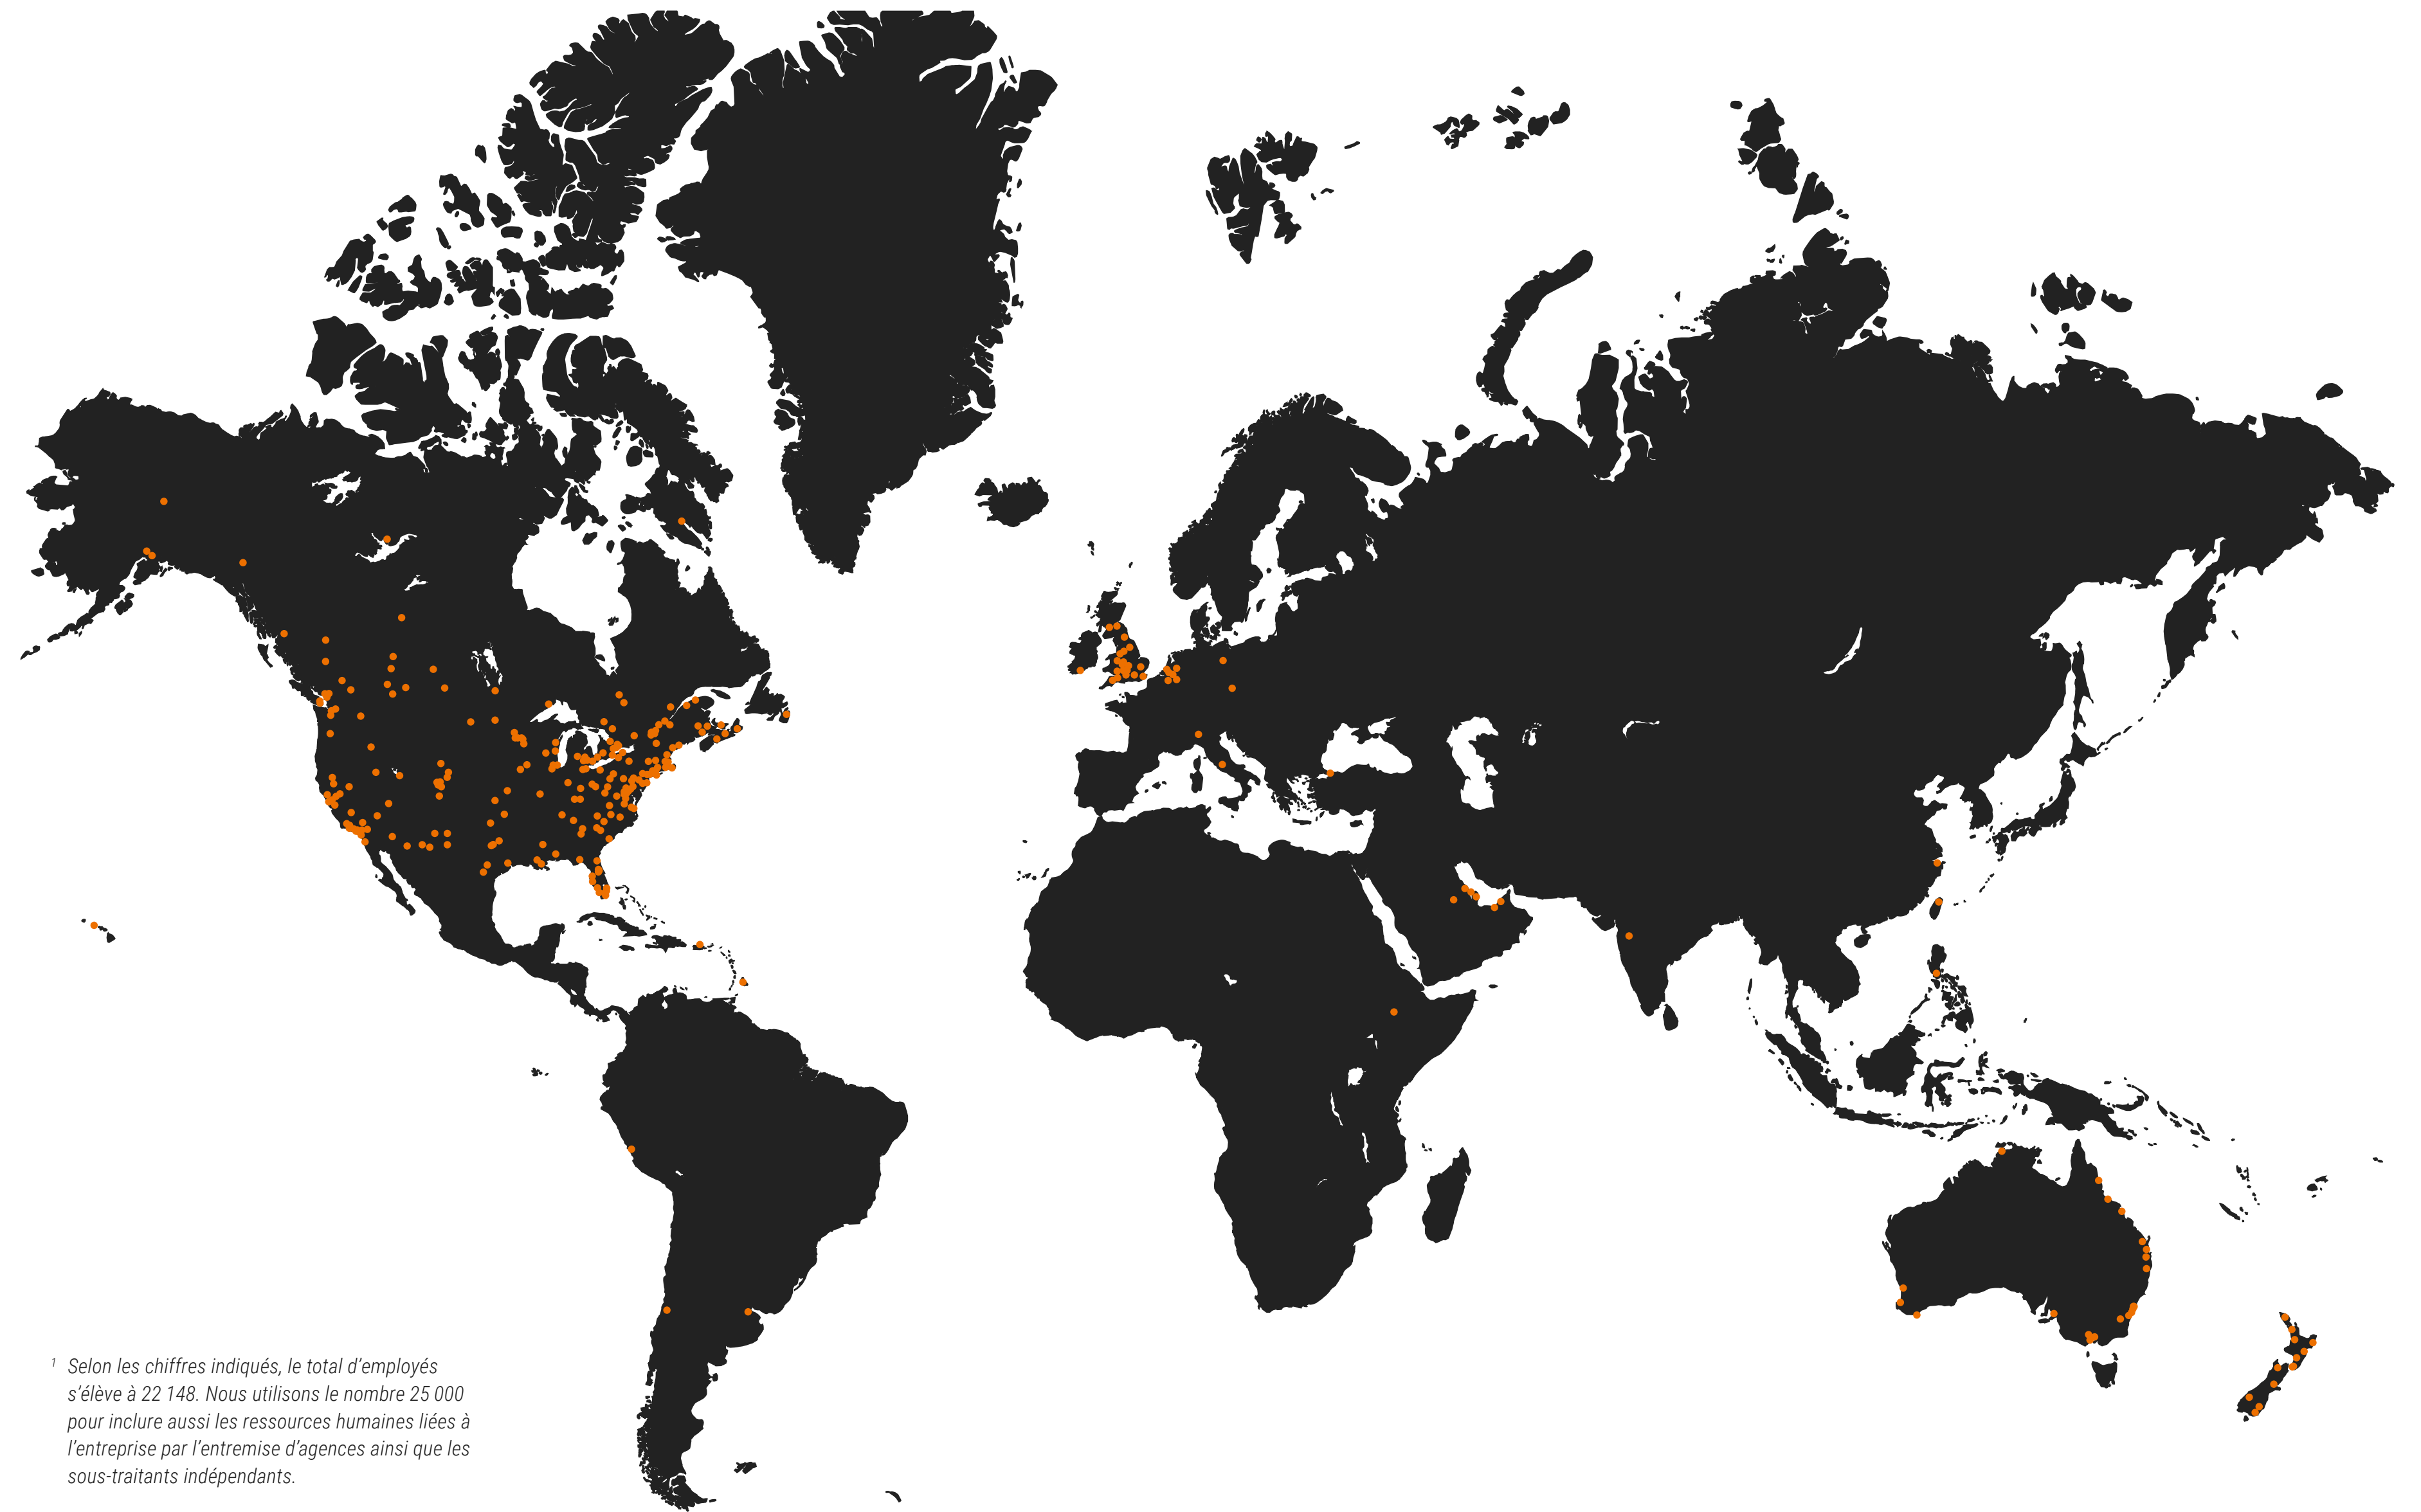 1 Selon les chiffres indiqués, le total d’employés
s’élève à 22 148. Nous utilisons le nombre 25 000
pour inclure aussi les ressources humaines liées à
l’entreprise par l’entremise d’agences ainsi que les
sous-traitants indépendants.